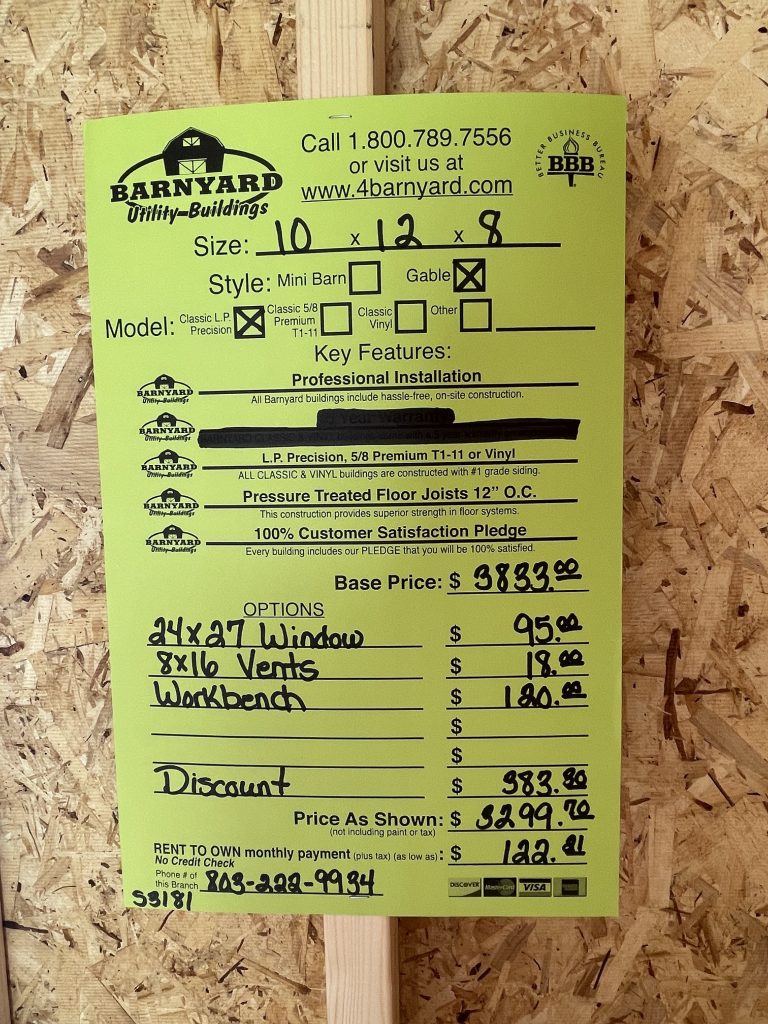 BARNYARD
Utility-Buildings
Call 1.800.789.7556
or visit us at
www.4barnyard.com
BETTER BUSINESS BUREAU
BBB
Size: 10 x 12 x 8
Style: Mini Barn Gable X
Model: Classic L.P. Precision X Classic 5/8 Premium T1-11 Classic Vinyl Other
Key Features:
BARNYARD Utility-Buildings
Professional Installation
All Barnyard buildings include hassle-free, on-site construction.
BARNYARD Utility-Buildings
Year Warranty
BARNYARD Utility-Buildings
L.P. Precision, 5/8 Premium T1-11 or Vinyl
ALL CLASSIC & VINYL buildings are constructed with #1 grade siding.
BARNYARD Utility-Buildings
Pressure Treated Floor Joists 12” O.C.
This construction provides superior strength in floor systems.
BARNYARD Utility-Buildings
100% Customer Satisfaction Pledge
Every building includes our PLEDGE that you will be 100% satisfied.
Base Price: $ 3833.00
OPTIONS
24x27 Window $ 95.00
8x16 Vents $ 18.00
Workbench $ 120.00
$
$
Discount $ 383.30
Price As Shown: $ 3299.70
(not including paint or tax)
RENT TO OWN monthly payment (plus tax) (as low as): $ 122.21
No Credit Check
Phone # of this Branch 803-222-9934
DISCOVER MasterCard VISA
S3181